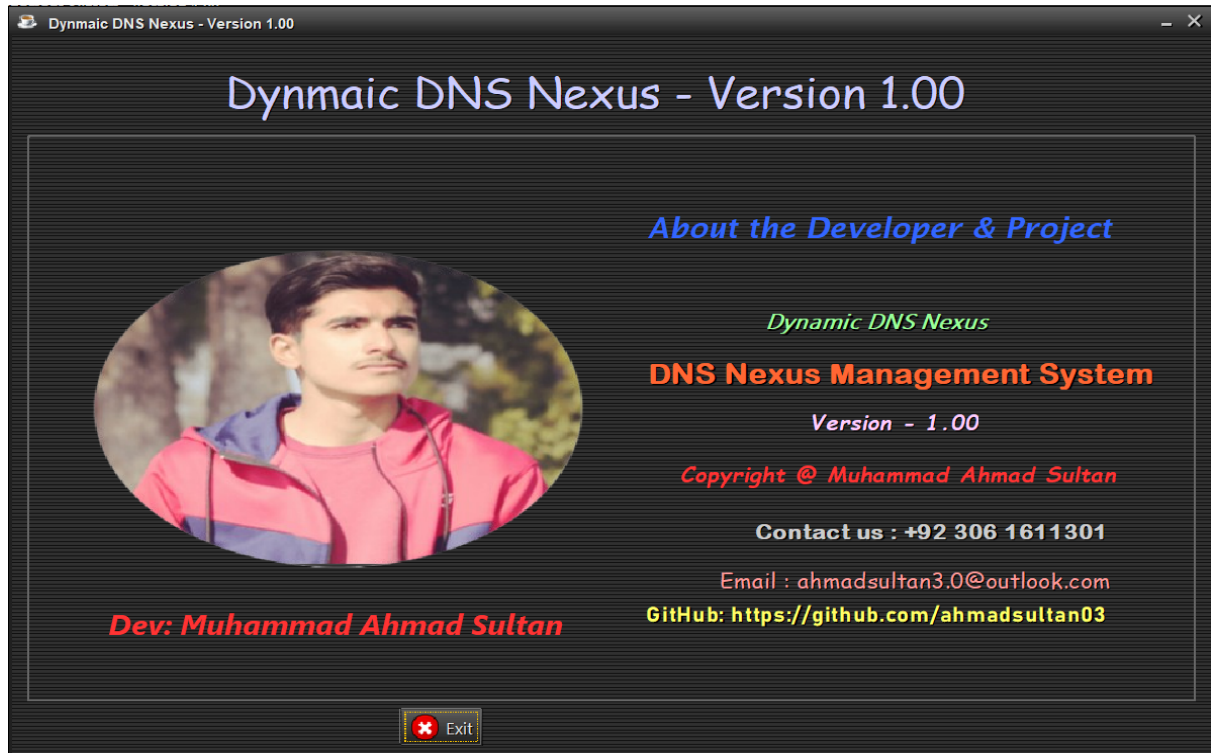 Dynmaic DNS Nexus - Version 1.00
Dynmaic DNS Nexus - Version 1.00
About the Developer & Project
Dynamic DNS Nexus
DNS Nexus Management System
Version - 1.00
Copyright @ Muhammad Ahmad Sultan
Contact us : +92 306 1611301
Email : ahmadsultan3.0@outlook.com
GitHub: https://github.com/ahmadsultan03
Dev: Muhammad Ahmad Sultan
Exit